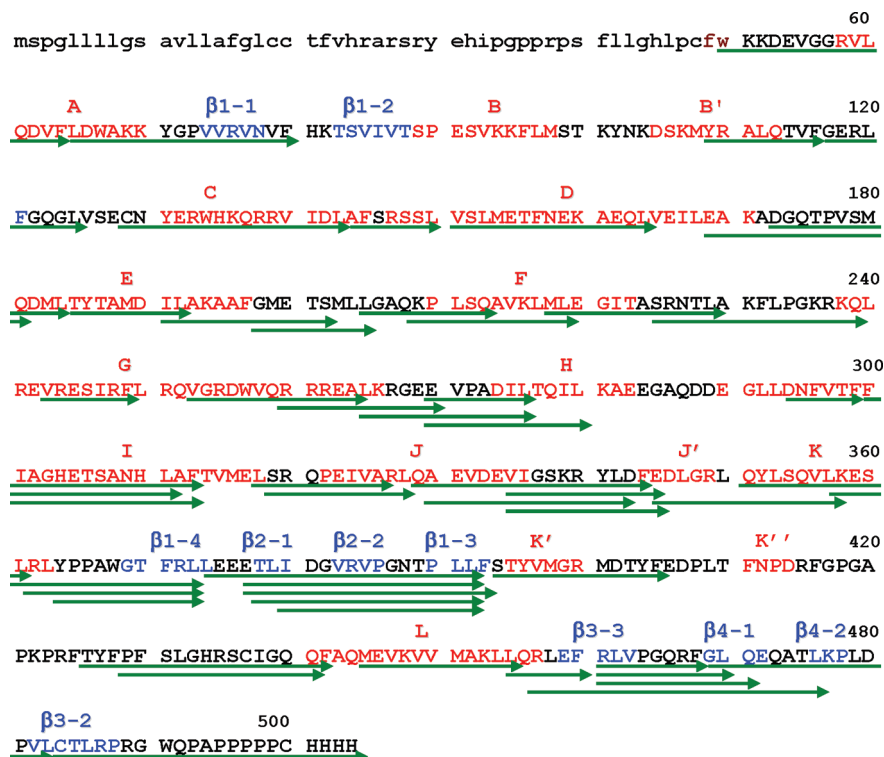 60
mspgllllgs avllafglcc tfvhrarsry ehipgpprps fllghlpcfw KKDEVGGRVL
A β1-1 β1-2 B B' 120
QDVFLDWAKK YGPVVRVNVF HKTSVIVTSP ESVKKFLMST KYNKDSKMYR ALQTVFGERL
C D 180
FGQGLVSECN YERWHKQRRV IDLAFSRSSL VSLMETFNEK AEQLVEILEA KADGQTPVSM
E F 240
QDMLTYTAMD ILAKAAFGME TSMLLGAQKP LSQAVKLMLE GITASRNTLA KFLPGKRKQL
G H 300
REVRESIRFL RQVGRDWVQR RREALKRGEE VPADILTQIL KAEEGAQDDE GLLDNFVTFF
I J J' K 360
IAGHETSANH LAFTVMELSR QPEIVARLQA EVDEVIGSKR YLDFEDLGRL QYLSQVLKES
β1-4 β2-1 β2-2 β1-3 K' K'' 420
LRLYPPAWGT FRLLEEETLI DGVRVPGNTP LLFSTYVMGR MDTYFEDPLT FNPDRFGPGA
L β3-3 β4-1 β4-2 480
PKPRFTYFPF SLGHRSCIGQ QFAQMEVKVV MAKLLQRLEF RLVPGQRFGL QEQATLKPLD
β3-2 500
PVLCTLRPRG WQPAPPPPPC HHHH